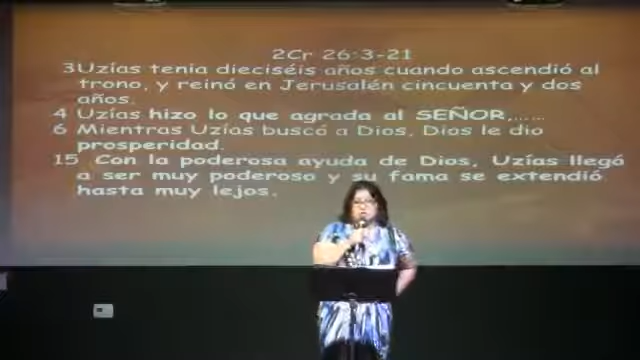 2Cr 26:3-21
3Uzías tenia dieciséis años cuando ascendió al
trono, y reinó en Jerusalén cincuenta y dos
años.
4 Uzías hizo lo que agrada al SEÑOR,......
6 Mientras Uzías buscó a Dios, Dios le dio
prosperidad.
15 Con la poderosa ayuda de Dios, Uzías llegó
a ser muy poderoso y su fama se extendió
hasta muy lejos.